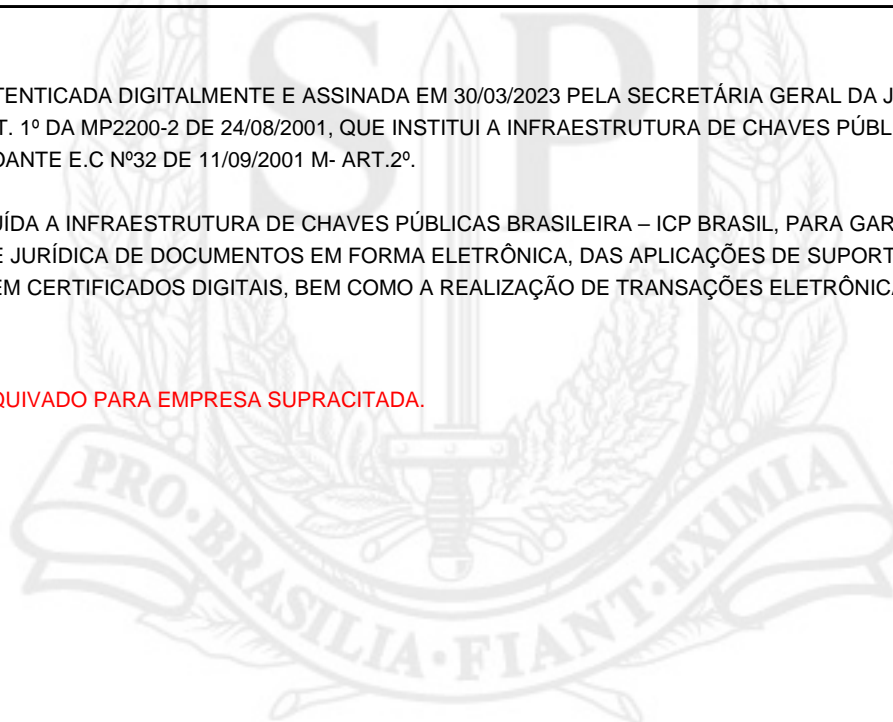 TENTICADA DIGITALMENTE E ASSINADA EM 30/03/2023 PELA SECRETÁRIA GERAL DA J
T. 1º DA MP2200-2 DE 24/08/2001, QUE INSTITUI A INFRAESTRUTURA DE CHAVES PÚBL
DANTE E.C Nº32 DE 11/09/2001 M- ART.2º.
UÍDA A INFRAESTRUTURA DE CHAVES PÚBLICAS BRASILEIRA – ICP BRASIL, PARA GAR
E JURÍDICA DE DOCUMENTOS EM FORMA ELETRÔNICA, DAS APLICAÇÕES DE SUPORT
EM CERTIFICADOS DIGITAIS, BEM COMO A REALIZAÇÃO DE TRANSAÇÕES ELETRÔNICA
QUIVADO PARA EMPRESA SUPRACITADA.
SP
PRO·BRASILIA·FIANT·EXIMIA